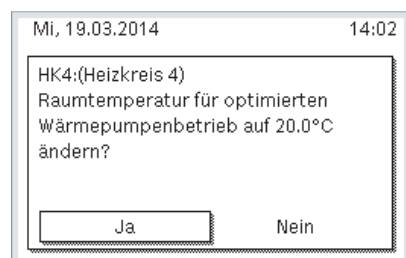 Mi, 19.03.2014 14:02
HK4:(Heizkreis 4)
Raumtemperatur für optimierten
Wärmepumpenbetrieb auf 20.0°C
ändern?
Ja Nein